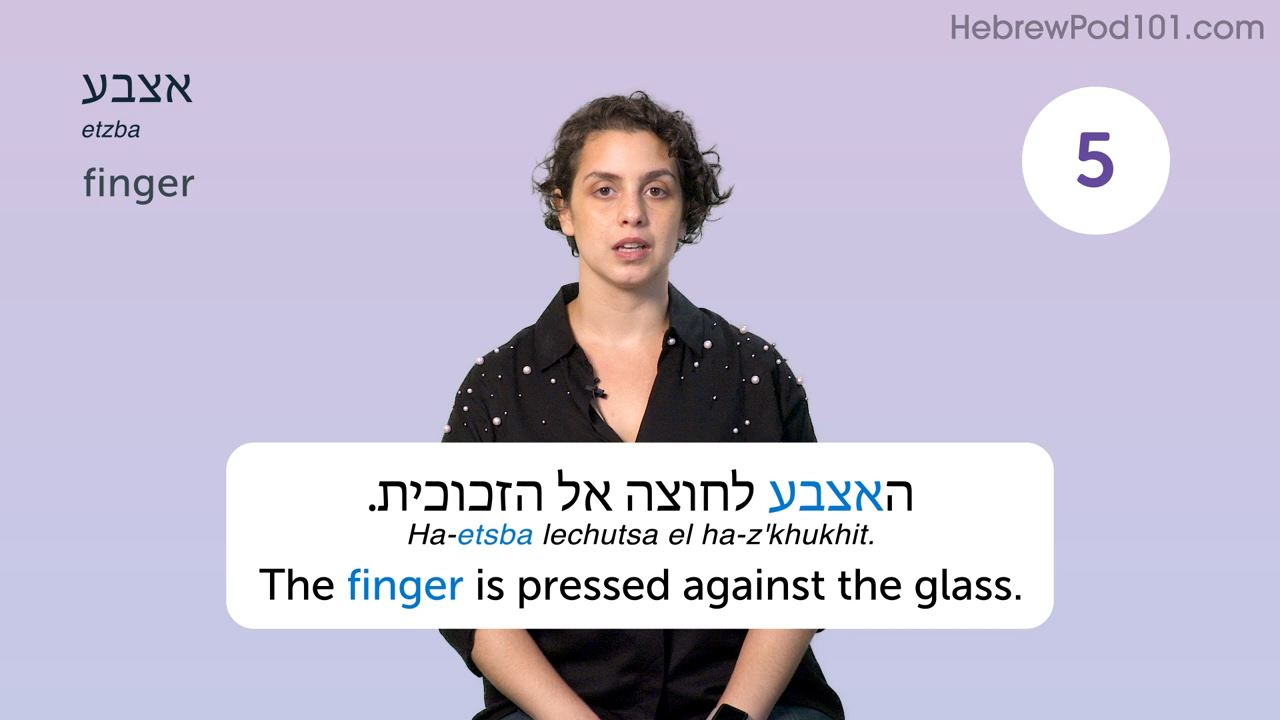 HebrewPod101.com
אצבע
etzba
finger
5
האצבע לחוצה אל הזכוכית.
Ha-etsba lechutsa el ha-z'khukhit.
The finger is pressed against the glass.